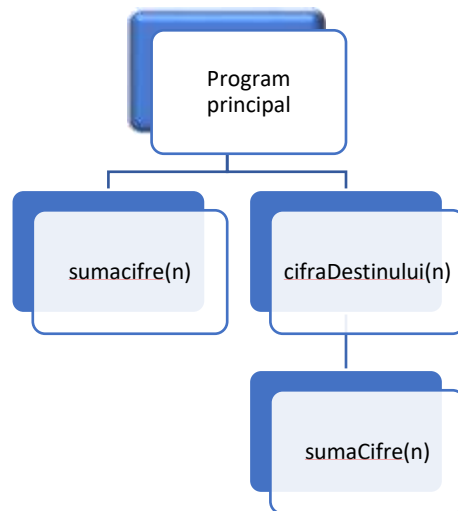 Program
principal
sumacifre(n)
cifraDestinului(n)
sumaCifre(n)